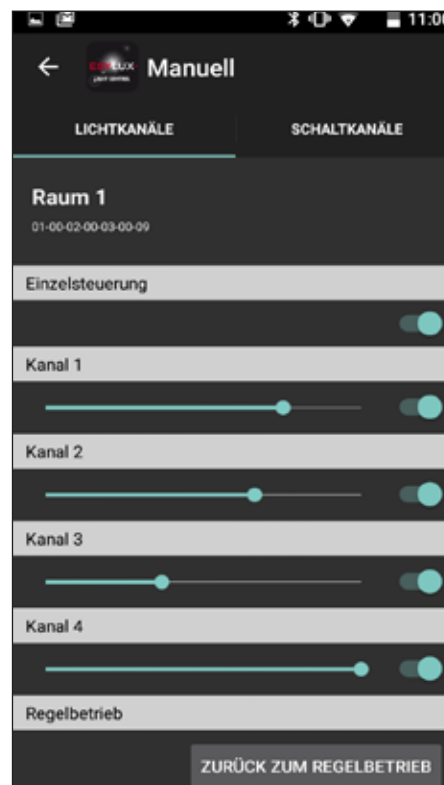 11:00
Manuell
LICHTKANÄLE SCHALTKANÄLE
Raum 1
01-00-02-00-03-00-09
Einzelsteuerung
Kanal 1
Kanal 2
Kanal 3
Kanal 4
Regelbetrieb
ZURÜCK ZUM REGELBETRIEB